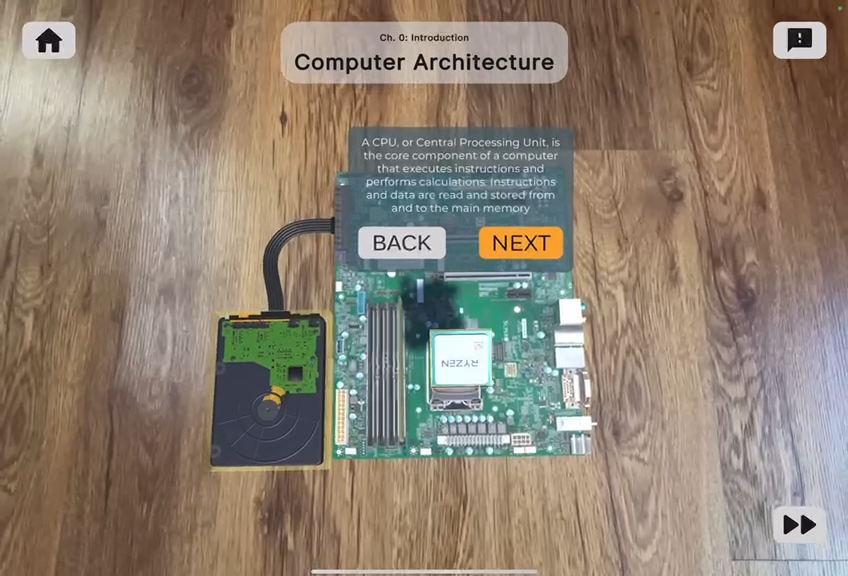 Ch. 0: Introduction
Computer Architecture
A CPU, or Central Processing Unit, is
the core component of a computer
that executes instructions and
performs calculations. Instructions
and data are read and stored from
and to the main memory
BACK
NEXT
RYZEN